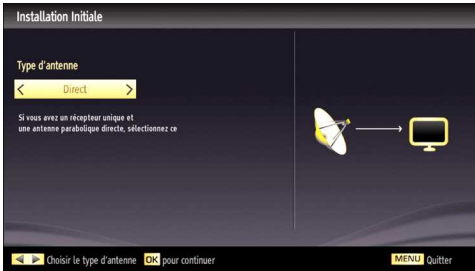 Installation Initiale
Type d'antenne
< Direct >
Si vous avez un récepteur unique et
une antenne parabolique directe, sélectionnez ce
Choisir le type d'antenne OK pour continuer
MENU Quitter